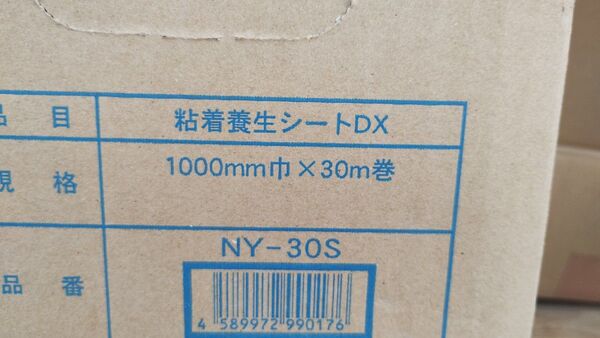 品目 粘着養生シートDX
規格 1000mm巾×30m巻
品番 NY-30S
4 589972 990176